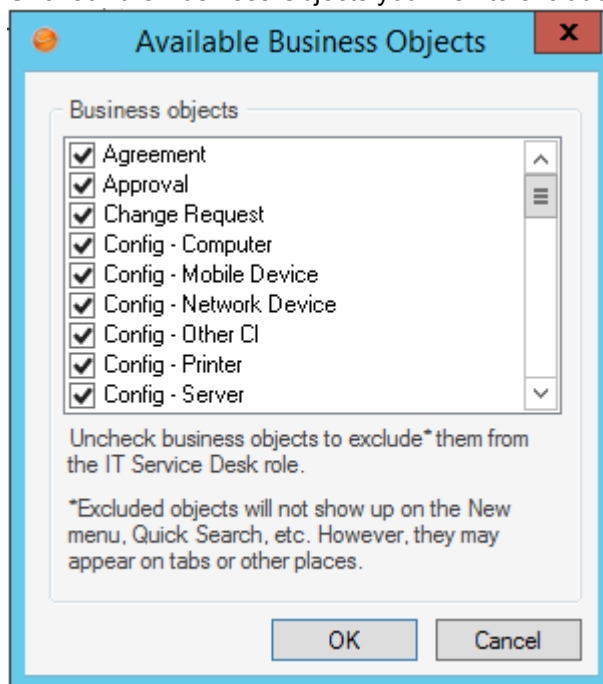 Available Business Objects
x
Business objects
Agreement
Approval
Change Request
Config - Computer
Config - Mobile Device
Config - Network Device
Config - Other CI
Config - Printer
Config - Server
Uncheck business objects to exclude* them from
the IT Service Desk role.
*Excluded objects will not show up on the New
menu, Quick Search, etc. However, they may
appear on tabs or other places.
OK Cancel